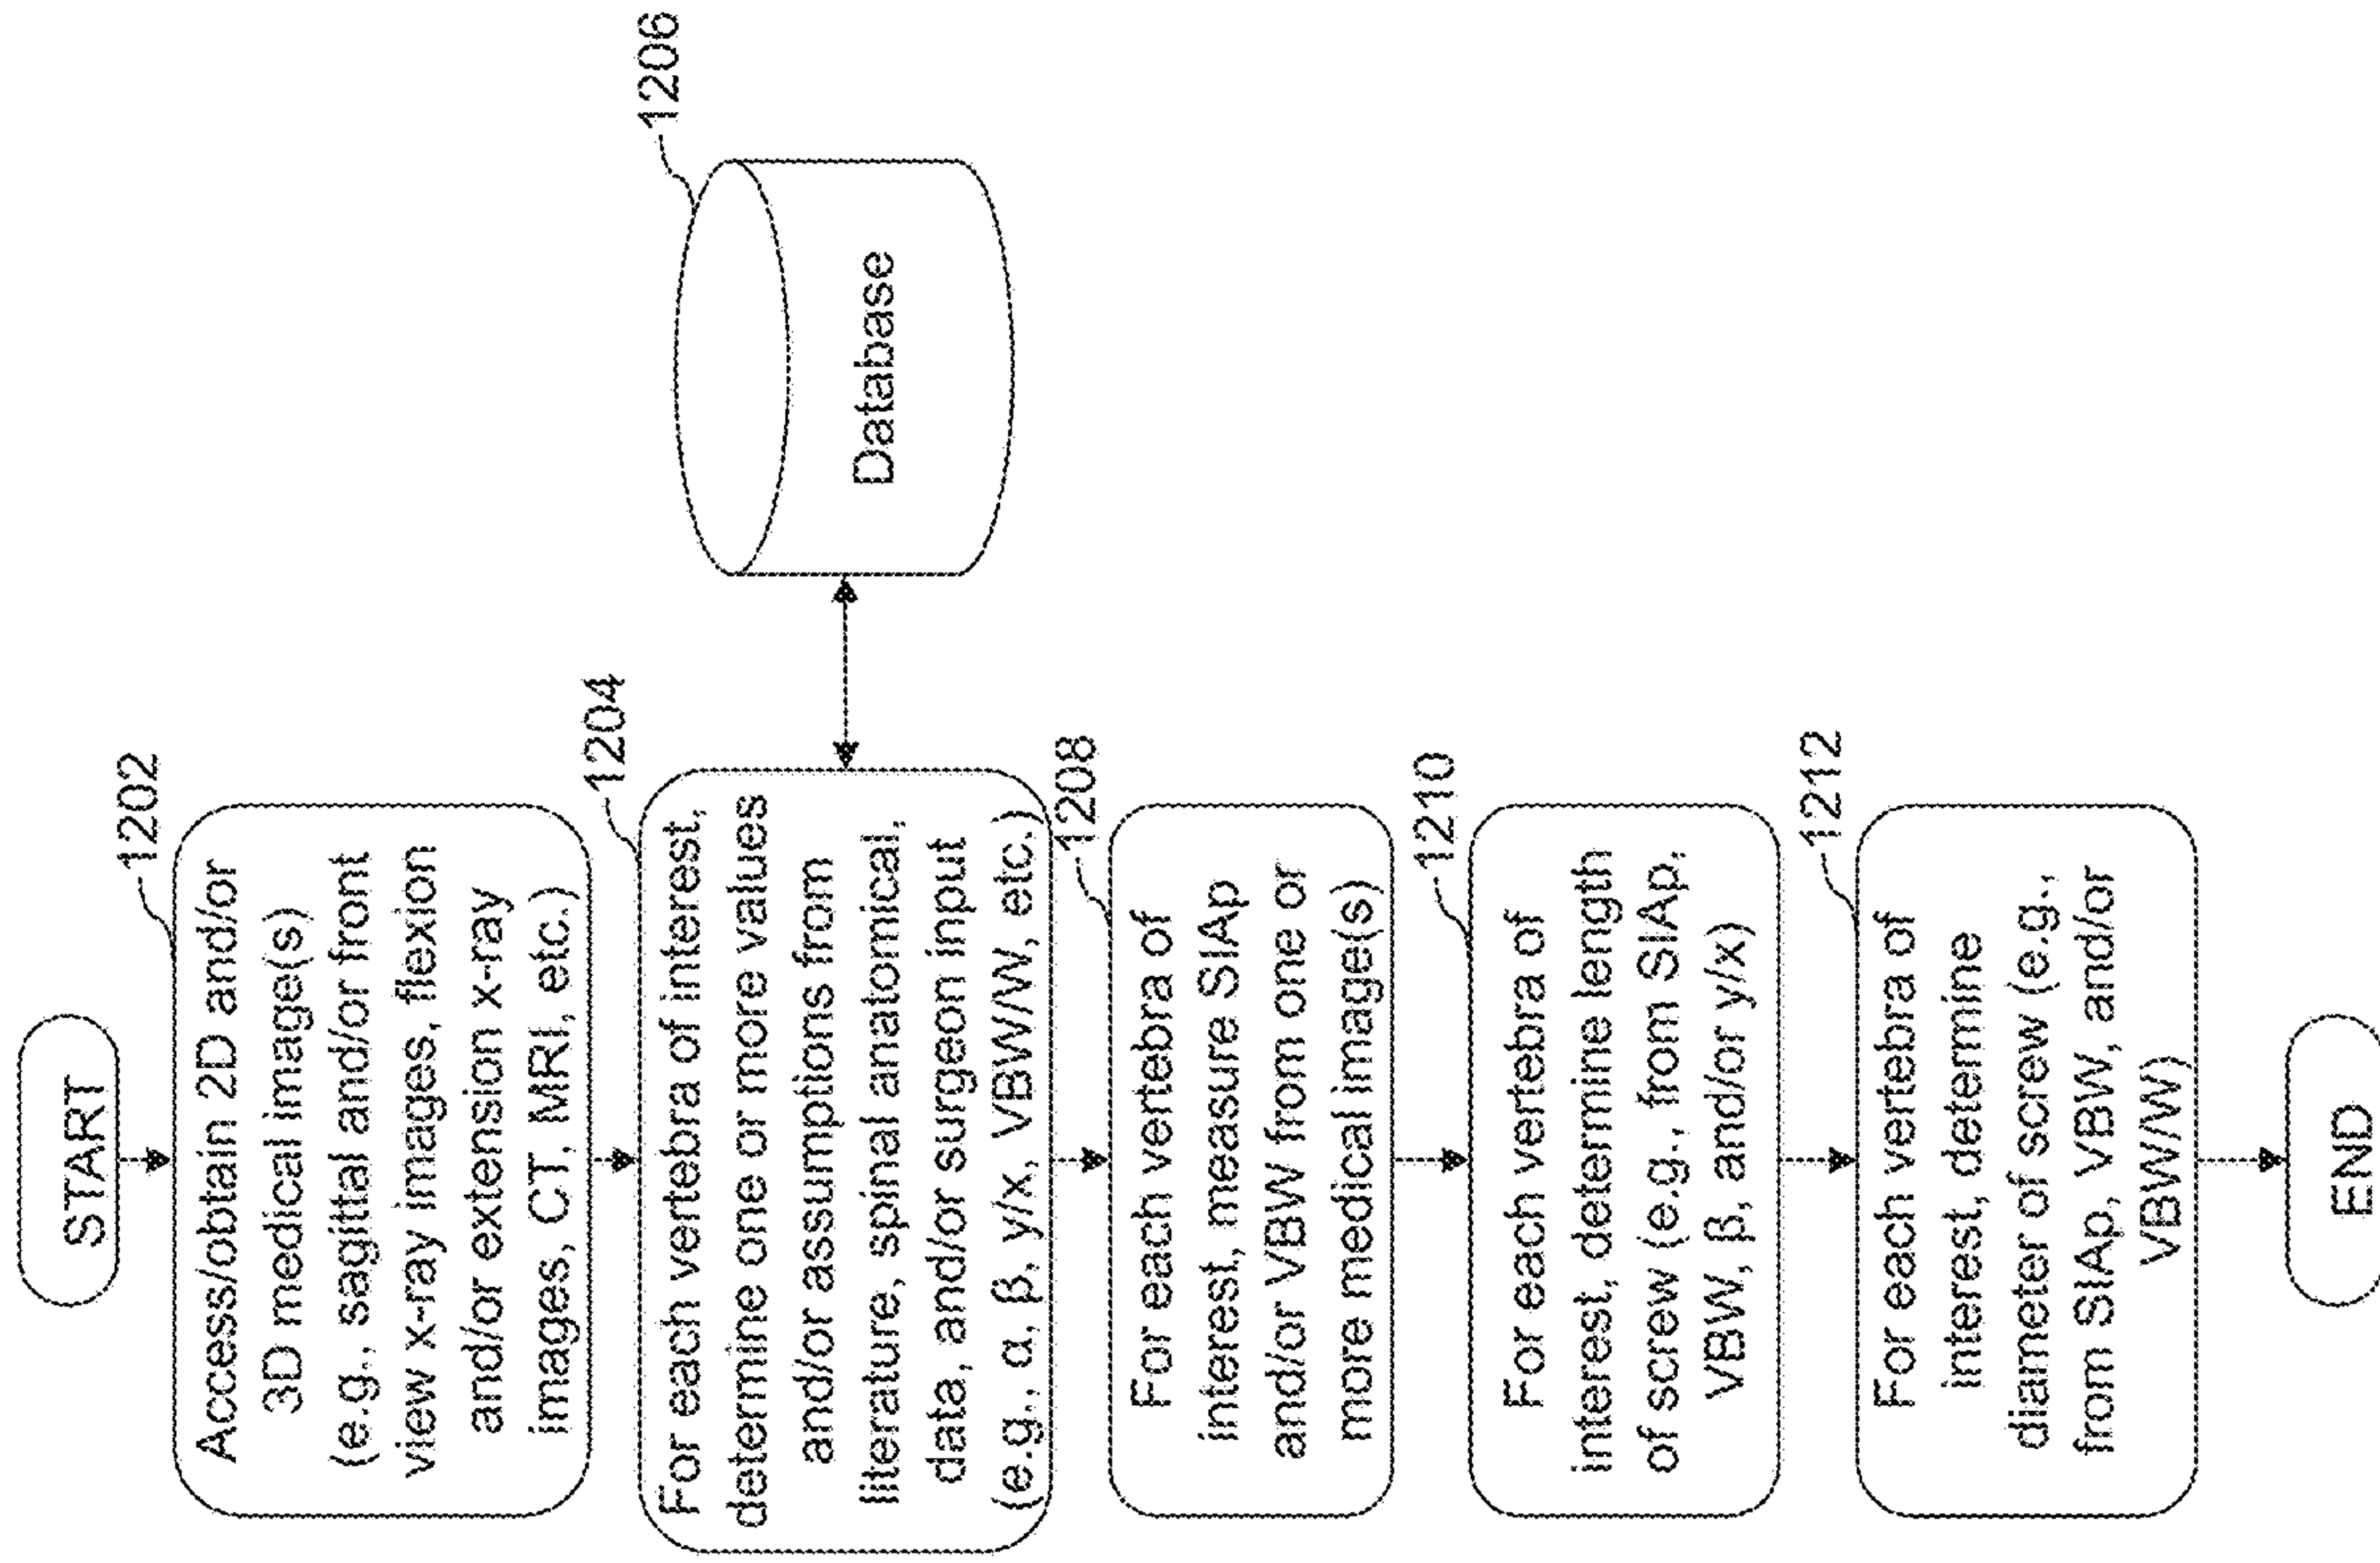 START
1202
Access/obtain 2D and/or
3D medical image(s)
(e.g., sagittal and/or front
view x-ray images, flexion
and/or extension x-ray
images, CT, MRI, etc.)
1204
For each vertebra of interest,
determine one or more values
and/or assumptions from
literature, spinal anatomical
data, and/or surgeon input
(e.g., α, β, y/x, VBW/W, etc.)
1206
Database
1208
For each vertebra of
interest, measure SIAp
and/or VBW from one or
more medical image(s)
1210
For each vertebra of
interest, determine length
of screw (e.g., from SIAp,
VBW, β, and/or y/x)
1212
For each vertebra of
interest, determine
diameter of screw (e.g.,
from SIAp, VBW, and/or
VBW/W)
END